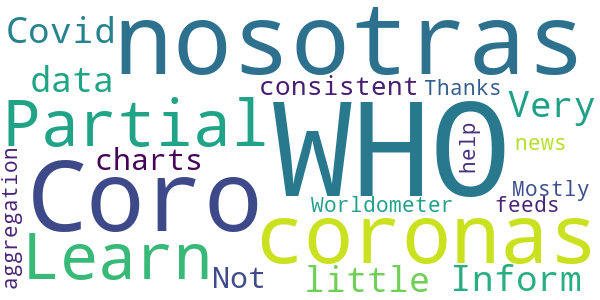 Covid nosotras
data consistent Thanks
Partial WHO Very
charts help news
aggregation Coro Mostly
Worldometer feeds
Learn coronas
Not little Inform